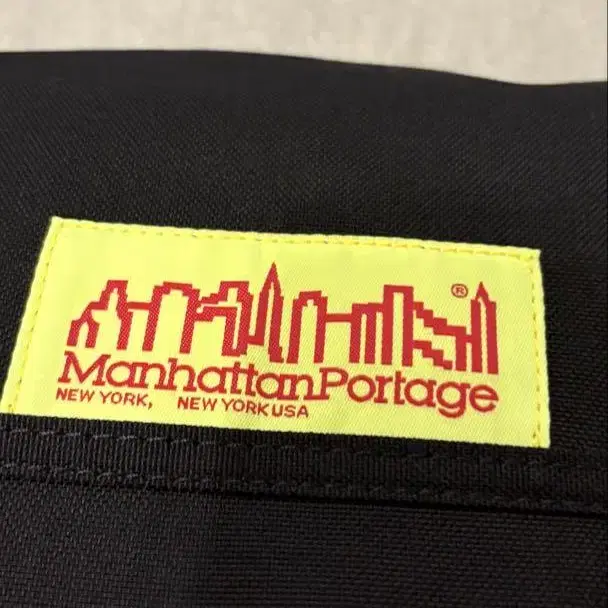 ®
ManhattanPortage
NEW YORK, NEW YORK USA